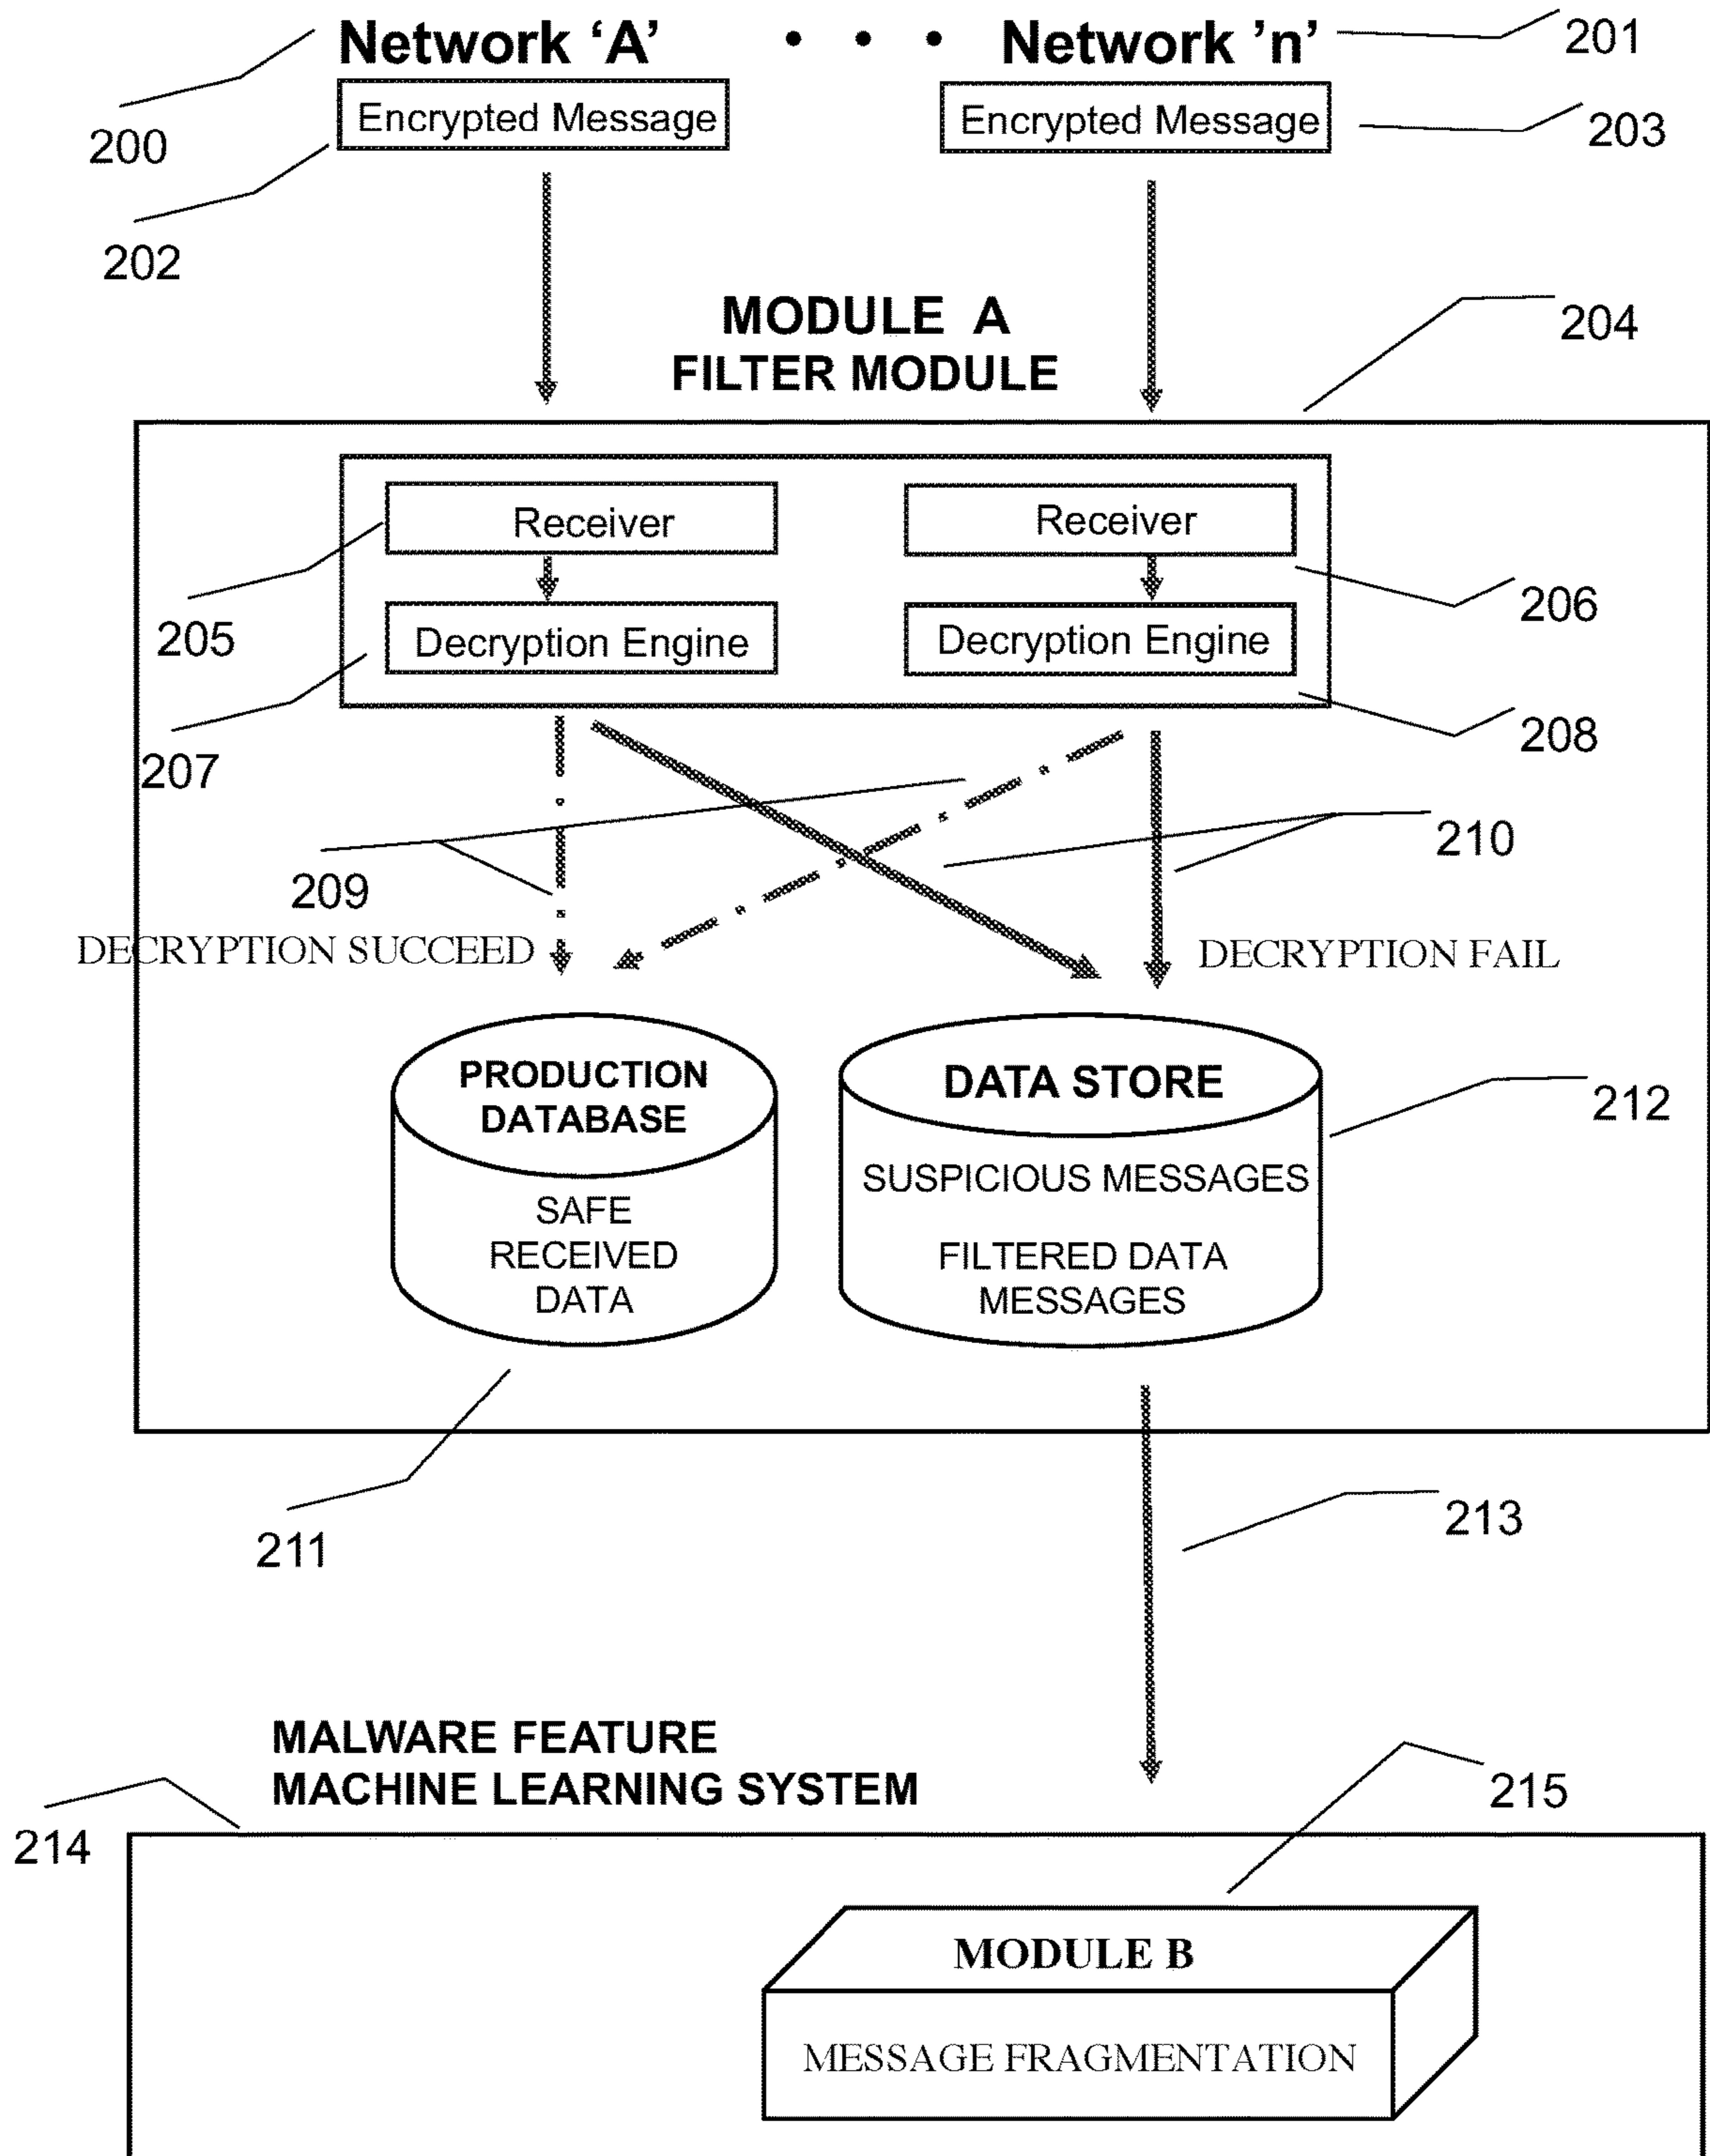 Network ‘A’ • • • Network ’n’ 201
Encrypted Message Encrypted Message 203
200
202
MODULE A
FILTER MODULE
204
Receiver Receiver
205 206
Decryption Engine Decryption Engine
207 208
209 210
DECRYPTION SUCCEED DECRYPTION FAIL
PRODUCTION
DATABASE
SAFE
RECEIVED
DATA
DATA STORE
SUSPICIOUS MESSAGES
FILTERED DATA
MESSAGES
212
211
213
MALWARE FEATURE
MACHINE LEARNING SYSTEM
214
215
MODULE B
MESSAGE FRAGMENTATION